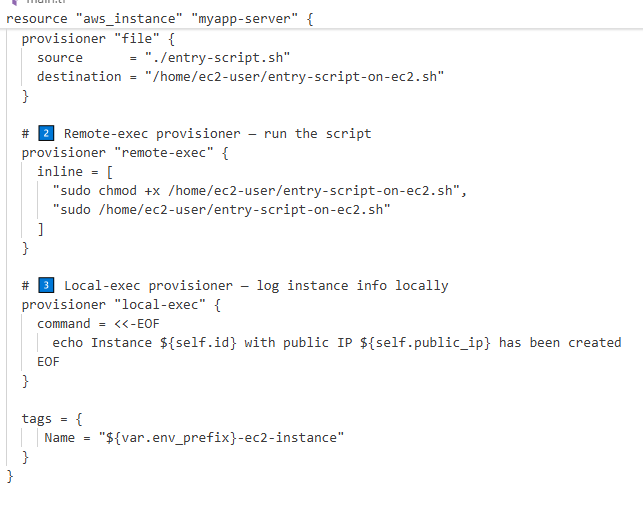 main.tf
resource "aws_instance" "myapp-server" {
provisioner "file" {
source = "./entry-script.sh"
destination = "/home/ec2-user/entry-script-on-ec2.sh"
}
# 2️⃣ Remote-exec provisioner – run the script
provisioner "remote-exec" {
inline = [
"sudo chmod +x /home/ec2-user/entry-script-on-ec2.sh",
"sudo /home/ec2-user/entry-script-on-ec2.sh"
]
}
# 3️⃣ Local-exec provisioner – log instance info locally
provisioner "local-exec" {
command = <<-EOF
echo Instance ${self.id} with public IP ${self.public_ip} has been created
EOF
}
tags = {
Name = "${var.env_prefix}-ec2-instance"
}
}